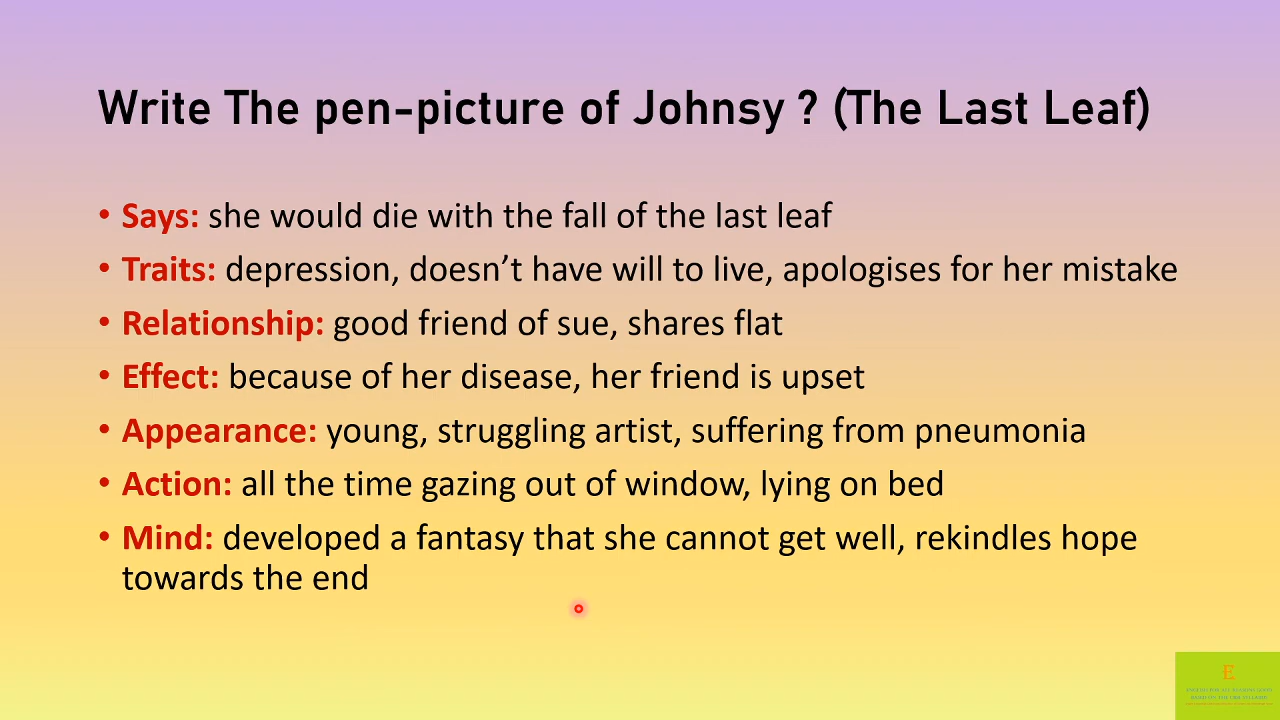 Write The pen-picture of Johnsy ? (The Last Leaf)
• Says: she would die with the fall of the last leaf
• Traits: depression, doesn’t have will to live, apologises for her mistake
• Relationship: good friend of sue, shares flat
• Effect: because of her disease, her friend is upset
• Appearance: young, struggling artist, suffering from pneumonia
• Action: all the time gazing out of window, lying on bed
• Mind: developed a fantasy that she cannot get well, rekindles hope
towards the end
E